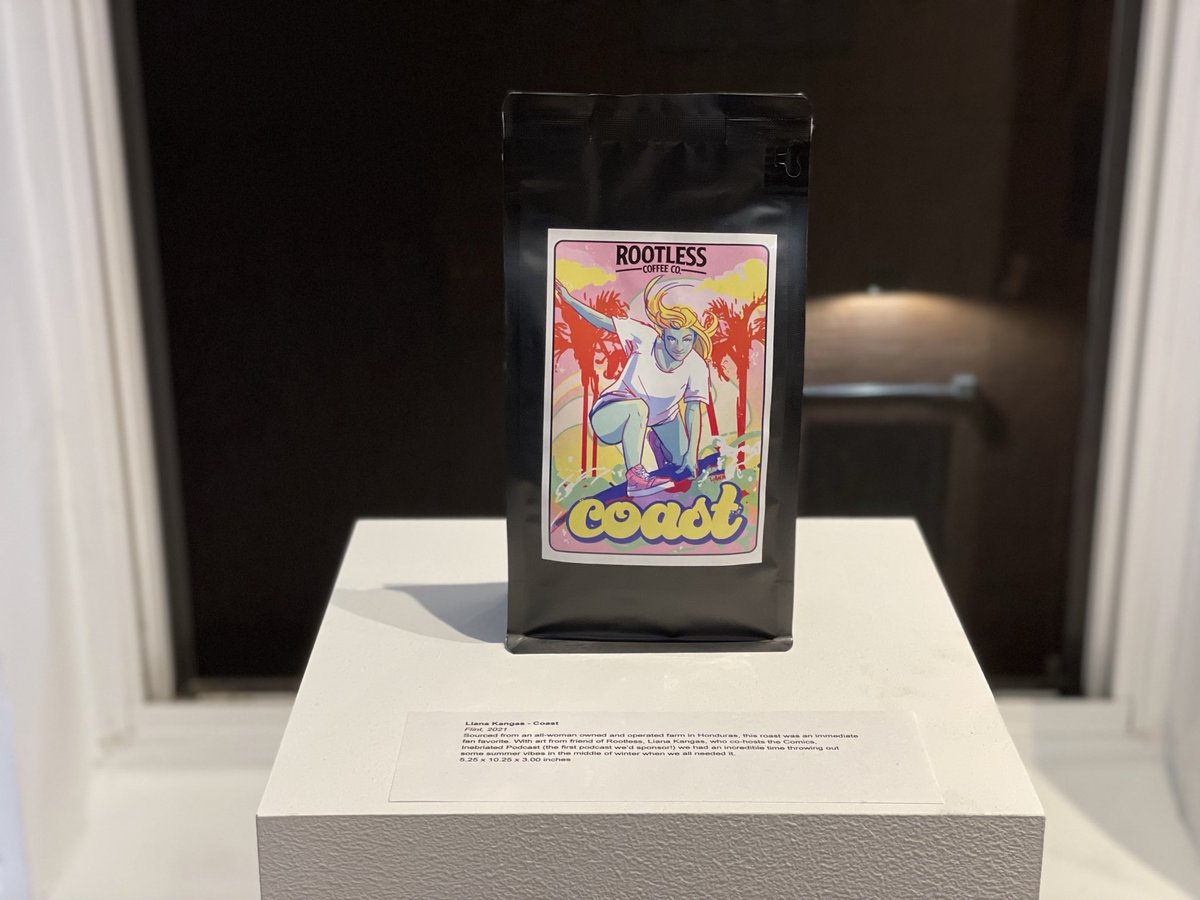 ROOTLESS
COFFEE CO.
coast
Liana Kangas - Coast
Flint, 2021
Sourced from an all-woman owned and operated farm in Honduras, this roast was an immediate
fan favorite. With art from friend of Rootless, Liana Kangas, who co-hosts the Comics,
Inebriated Podcast (the first podcast we'd sponsor!) we had an incredible time throwing out
some summer vibes in the middle of winter when we all needed it.
5.25 x 10.25 x 3.00 inches